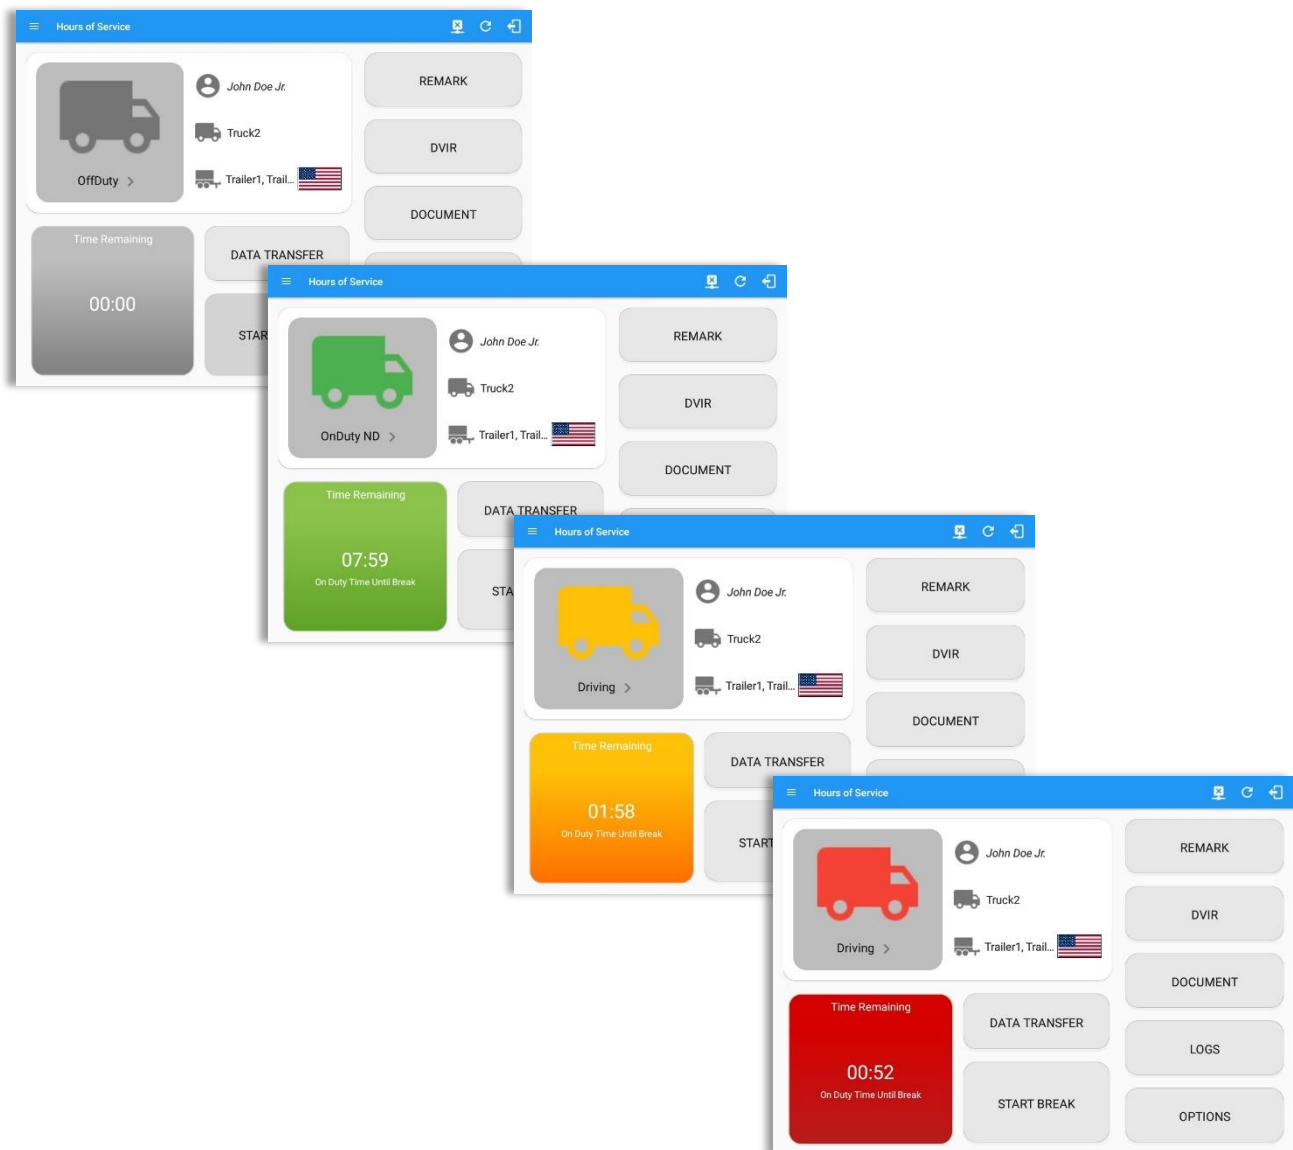 Hours of Service
John Doe Jr.
REMARK
Truck2
DVIR
OffDuty
Trailer1, Trail...
DOCUMENT
Time Remaining
DATA TRANSFER
00:00
STAR
Hours of Service
John Doe Jr.
REMARK
Truck2
DVIR
OnDuty ND
Trailer1, Trail...
DOCUMENT
Time Remaining
DATA TRANSFER
07:59
On Duty Time Until Break
STA
Hours of Service
John Doe Jr.
REMARK
Truck2
DVIR
Driving
Trailer1, Trail...
DOCUMENT
Time Remaining
DATA TRANSFER
01:58
On Duty Time Until Break
START
Hours of Service
John Doe Jr.
REMARK
Truck2
DVIR
Driving
Trailer1, Trail...
DOCUMENT
Time Remaining
DATA TRANSFER
LOGS
00:52
On Duty Time Until Break
START BREAK
OPTIONS